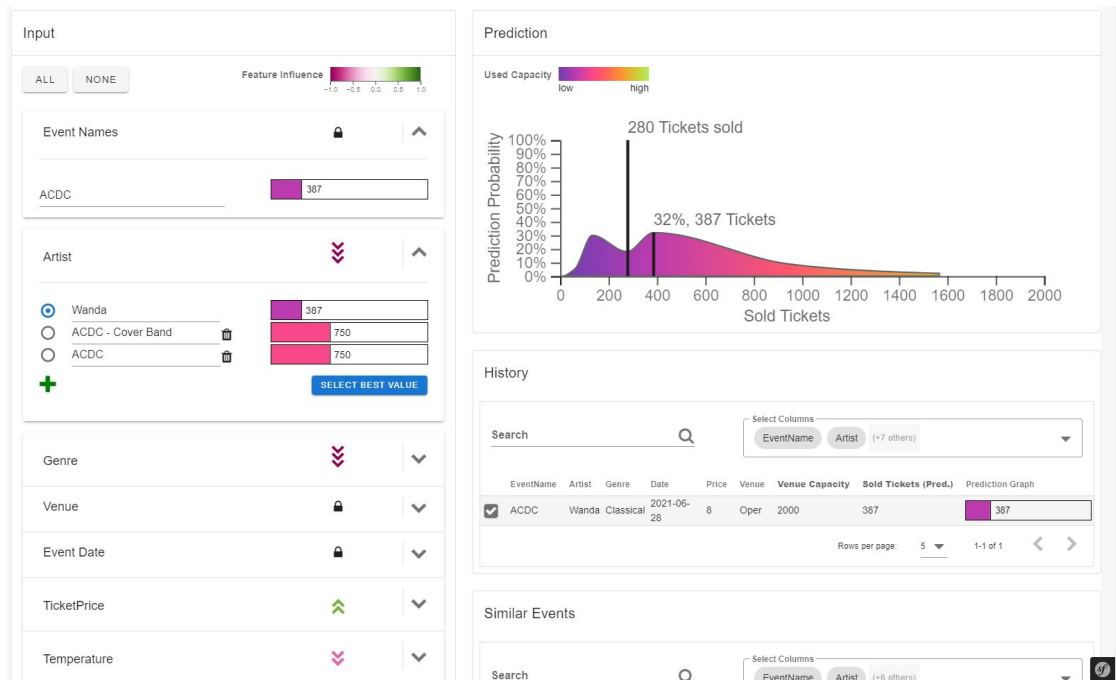 Input
ALL NONE
Feature Influence
-1.0 -0.5 0.0 0.5 1.0
Event Names
ACDC
387
Artist
Wanda
387
ACDC - Cover Band
750
ACDC
750
SELECT BEST VALUE
Genre
Venue
Event Date
TicketPrice
Temperature
Prediction
Used Capacity
low high
280 Tickets sold
32%, 387 Tickets
Prediction Probability
100%
90%
80%
70%
60%
50%
40%
30%
20%
10%
0%
0 200 400 600 800 1000 1200 1400 1600 1800 2000
Sold Tickets
History
Search
Select Columns
EventName Artist (+7 others)
EventName Artist Genre Date Price Venue Venue Capacity Sold Tickets (Pred.) Prediction Graph
ACDC Wanda Classical 2021-06-28 8 Oper 2000 387 387
Rows per page: 5 1-1 of 1
Similar Events
Search
Select Columns
EventName Artist (+6 others)
sf